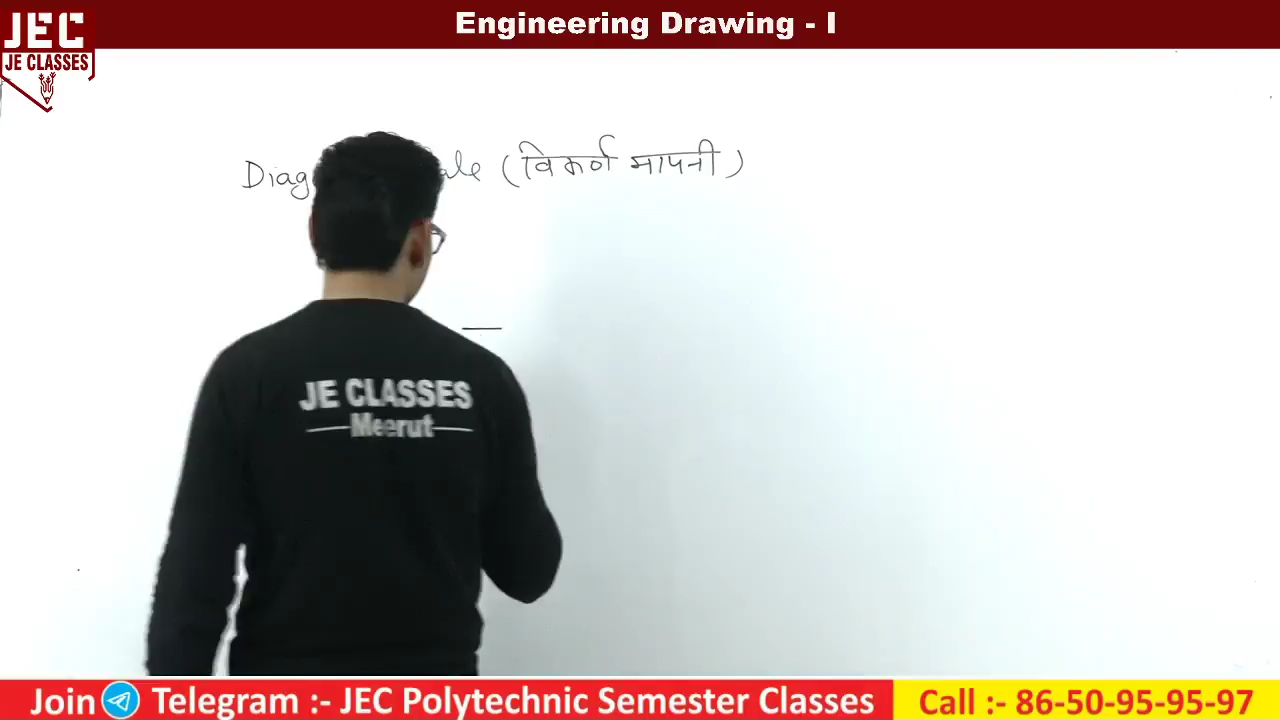 Engineering Drawing - I
JEC
JE CLASSES
Diag ale (विकर्ण मापनी)
JE CLASSES
Meerut
Join Telegram :- JEC Polytechnic Semester Classes
Call :- 86-50-95-95-97